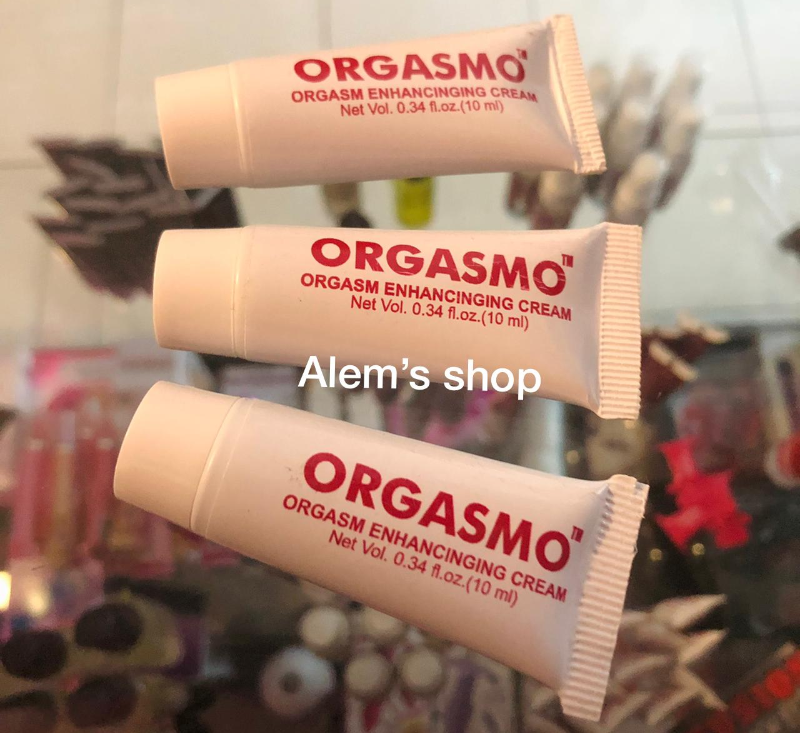 ORGASMO™
ORGASM ENHANCINGING CREAM
Net Vol. 0.34 fl.oz.(10 ml)
ORGASMO™
ORGASM ENHANCINGING CREAM
Net Vol. 0.34 fl.oz.(10 ml)
Alem's shop
ORGASMO™
ORGASM ENHANCINGING CREAM
Net Vol. 0.34 fl.oz.(10 ml)